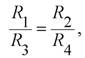 R₁/R₃ = R₂/R₄,